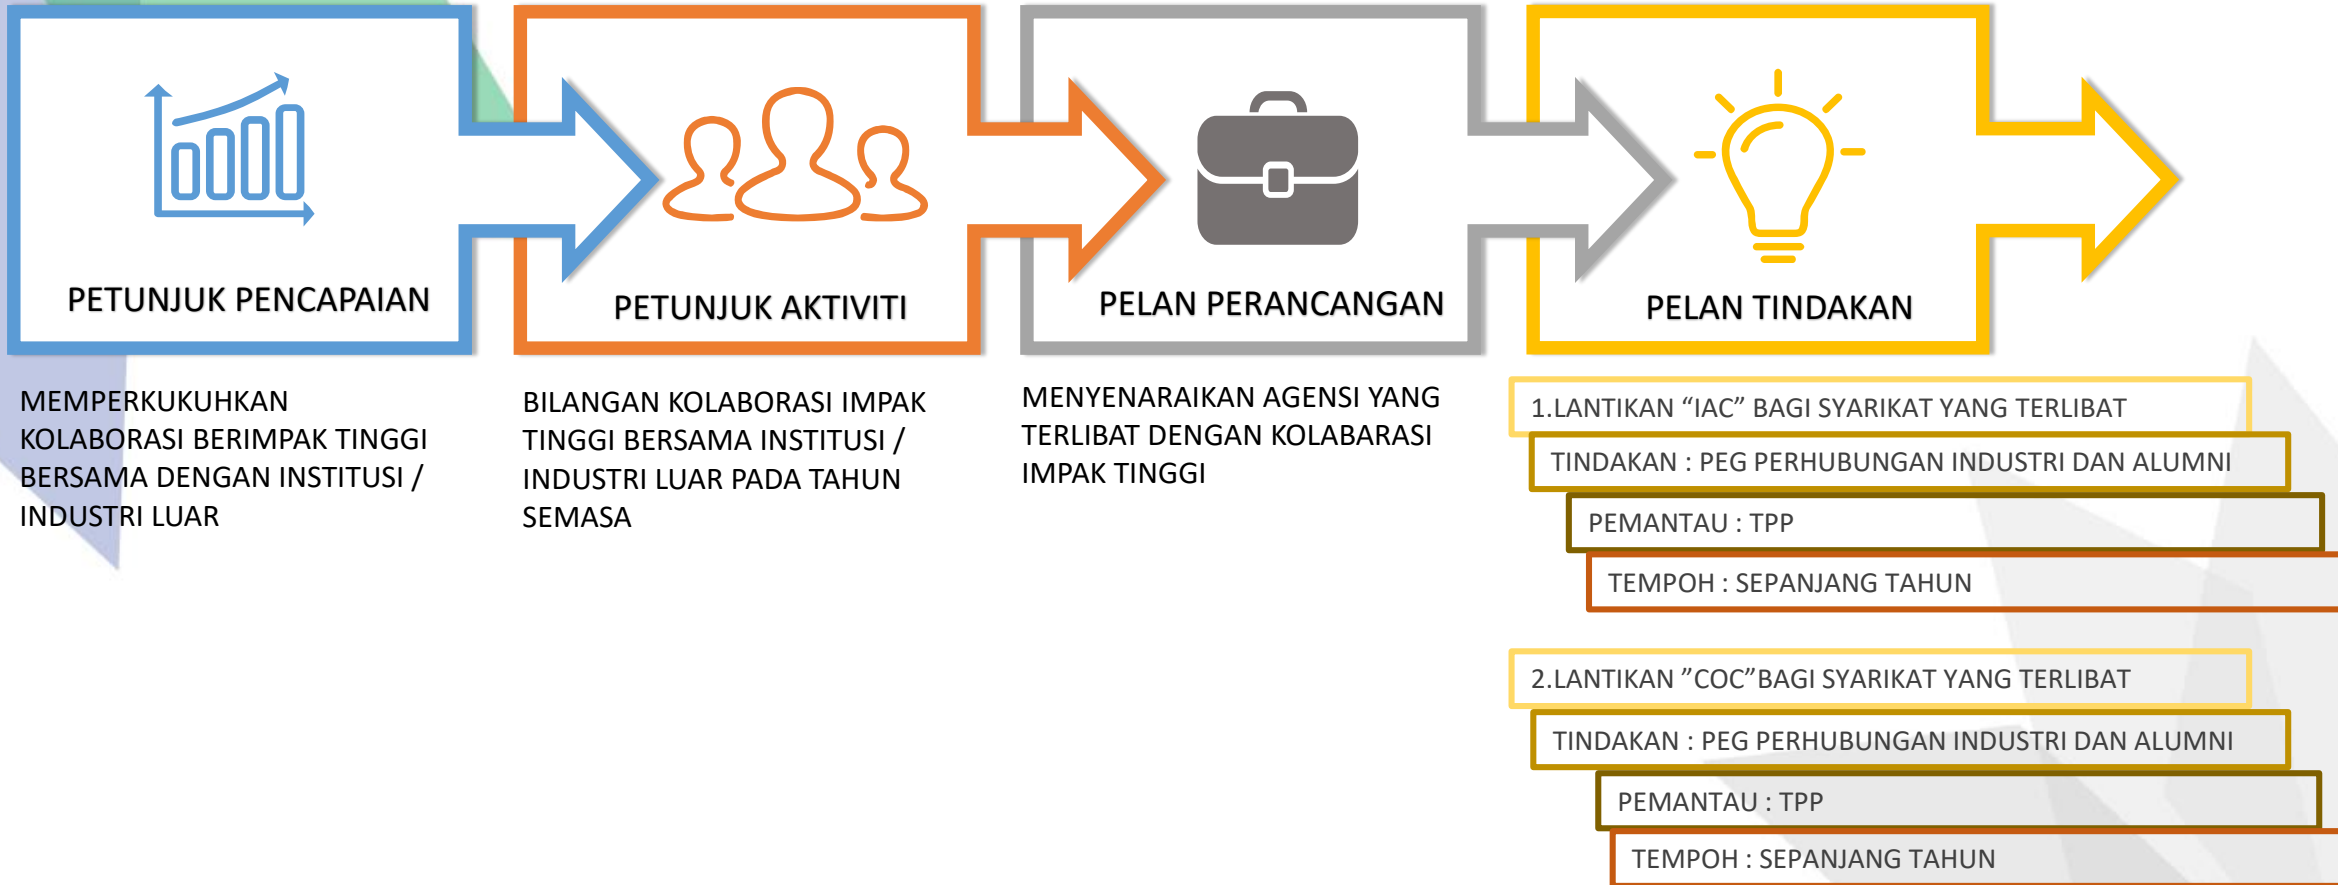 PETUNJUK PENCAPAIAN
MEMPERKUKUHKAN
KOLABORASI BERIMPAK TINGGI
BERSAMA DENGAN INSTITUSI /
INDUSTRI LUAR
PETUNJUK AKTIVITI
BILANGAN KOLABORASI IMPAK
TINGGI BERSAMA INSTITUSI /
INDUSTRI LUAR PADA TAHUN
SEMASA
PELAN PERANCANGAN
MENYENARAIKAN AGENSI YANG
TERLIBAT DENGAN KOLABARASI
IMPAK TINGGI
PELAN TINDAKAN
1.LANTIKAN “IAC” BAGI SYARIKAT YANG TERLIBAT
TINDAKAN : PEG PERHUBUNGAN INDUSTRI DAN ALUMNI
PEMANTAU : TPP
TEMPOH : SEPANJANG TAHUN
2.LANTIKAN ”COC”BAGI SYARIKAT YANG TERLIBAT
TINDAKAN : PEG PERHUBUNGAN INDUSTRI DAN ALUMNI
PEMANTAU : TPP
TEMPOH : SEPANJANG TAHUN